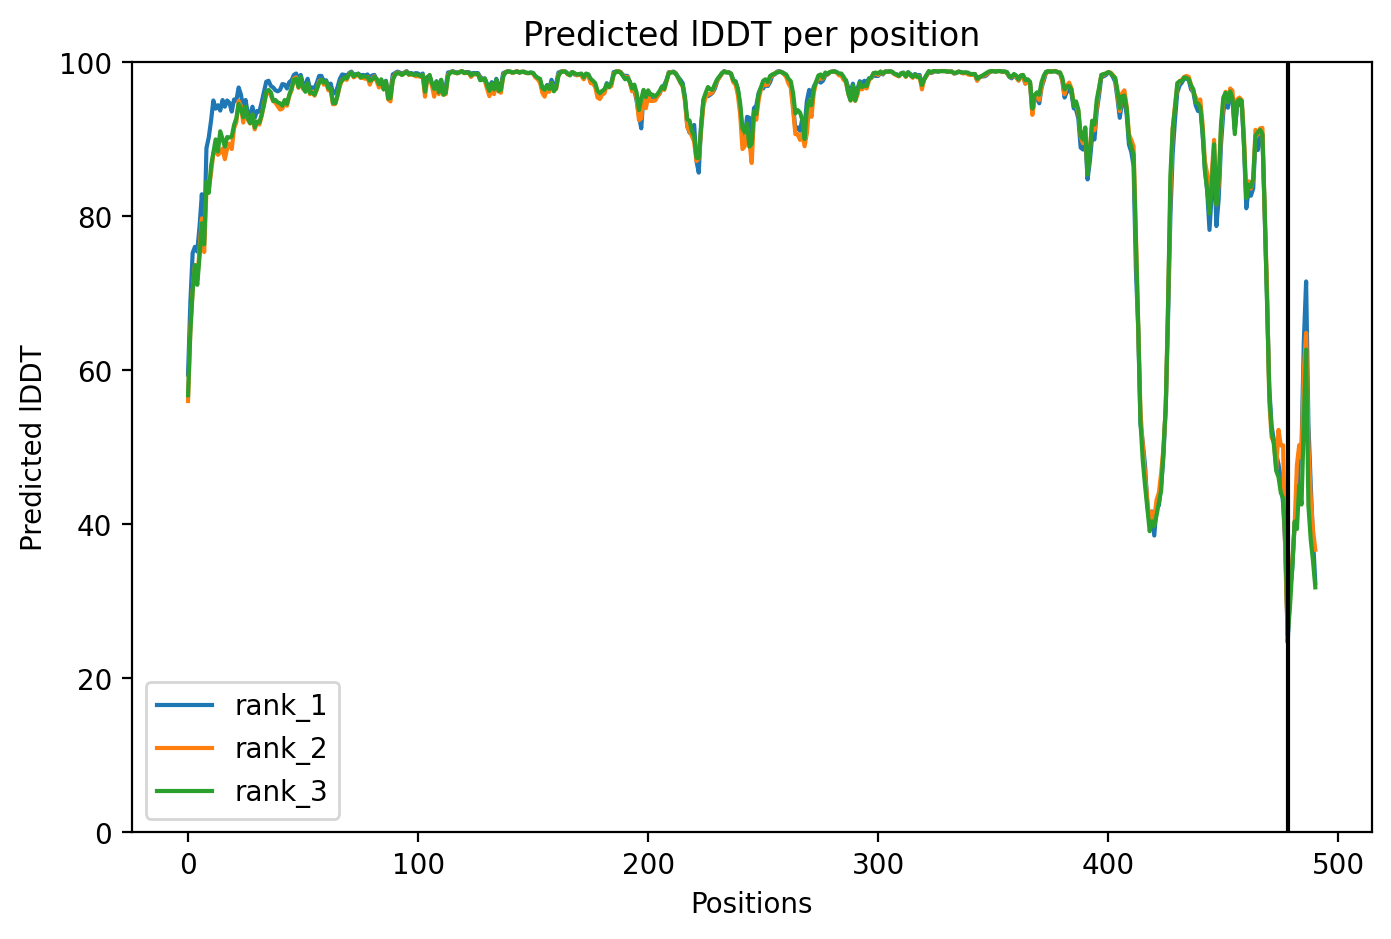 Predicted lDDT per position
100
80
60
40
20
0
Predicted lDDT
rank_1
rank_2
rank_3
0 100 200 300 400 500
Positions